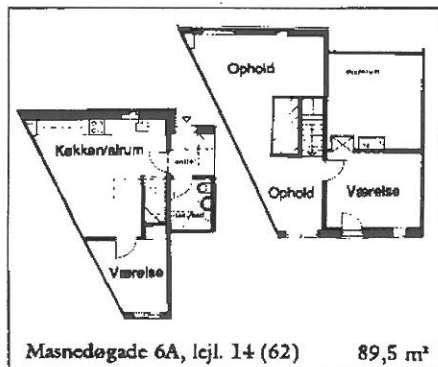 Ophold
Køkken/alrum
Ophold
Værelse
Værelse
Masnedøgade 6A, lejl. 14 (62) 89,5 m²